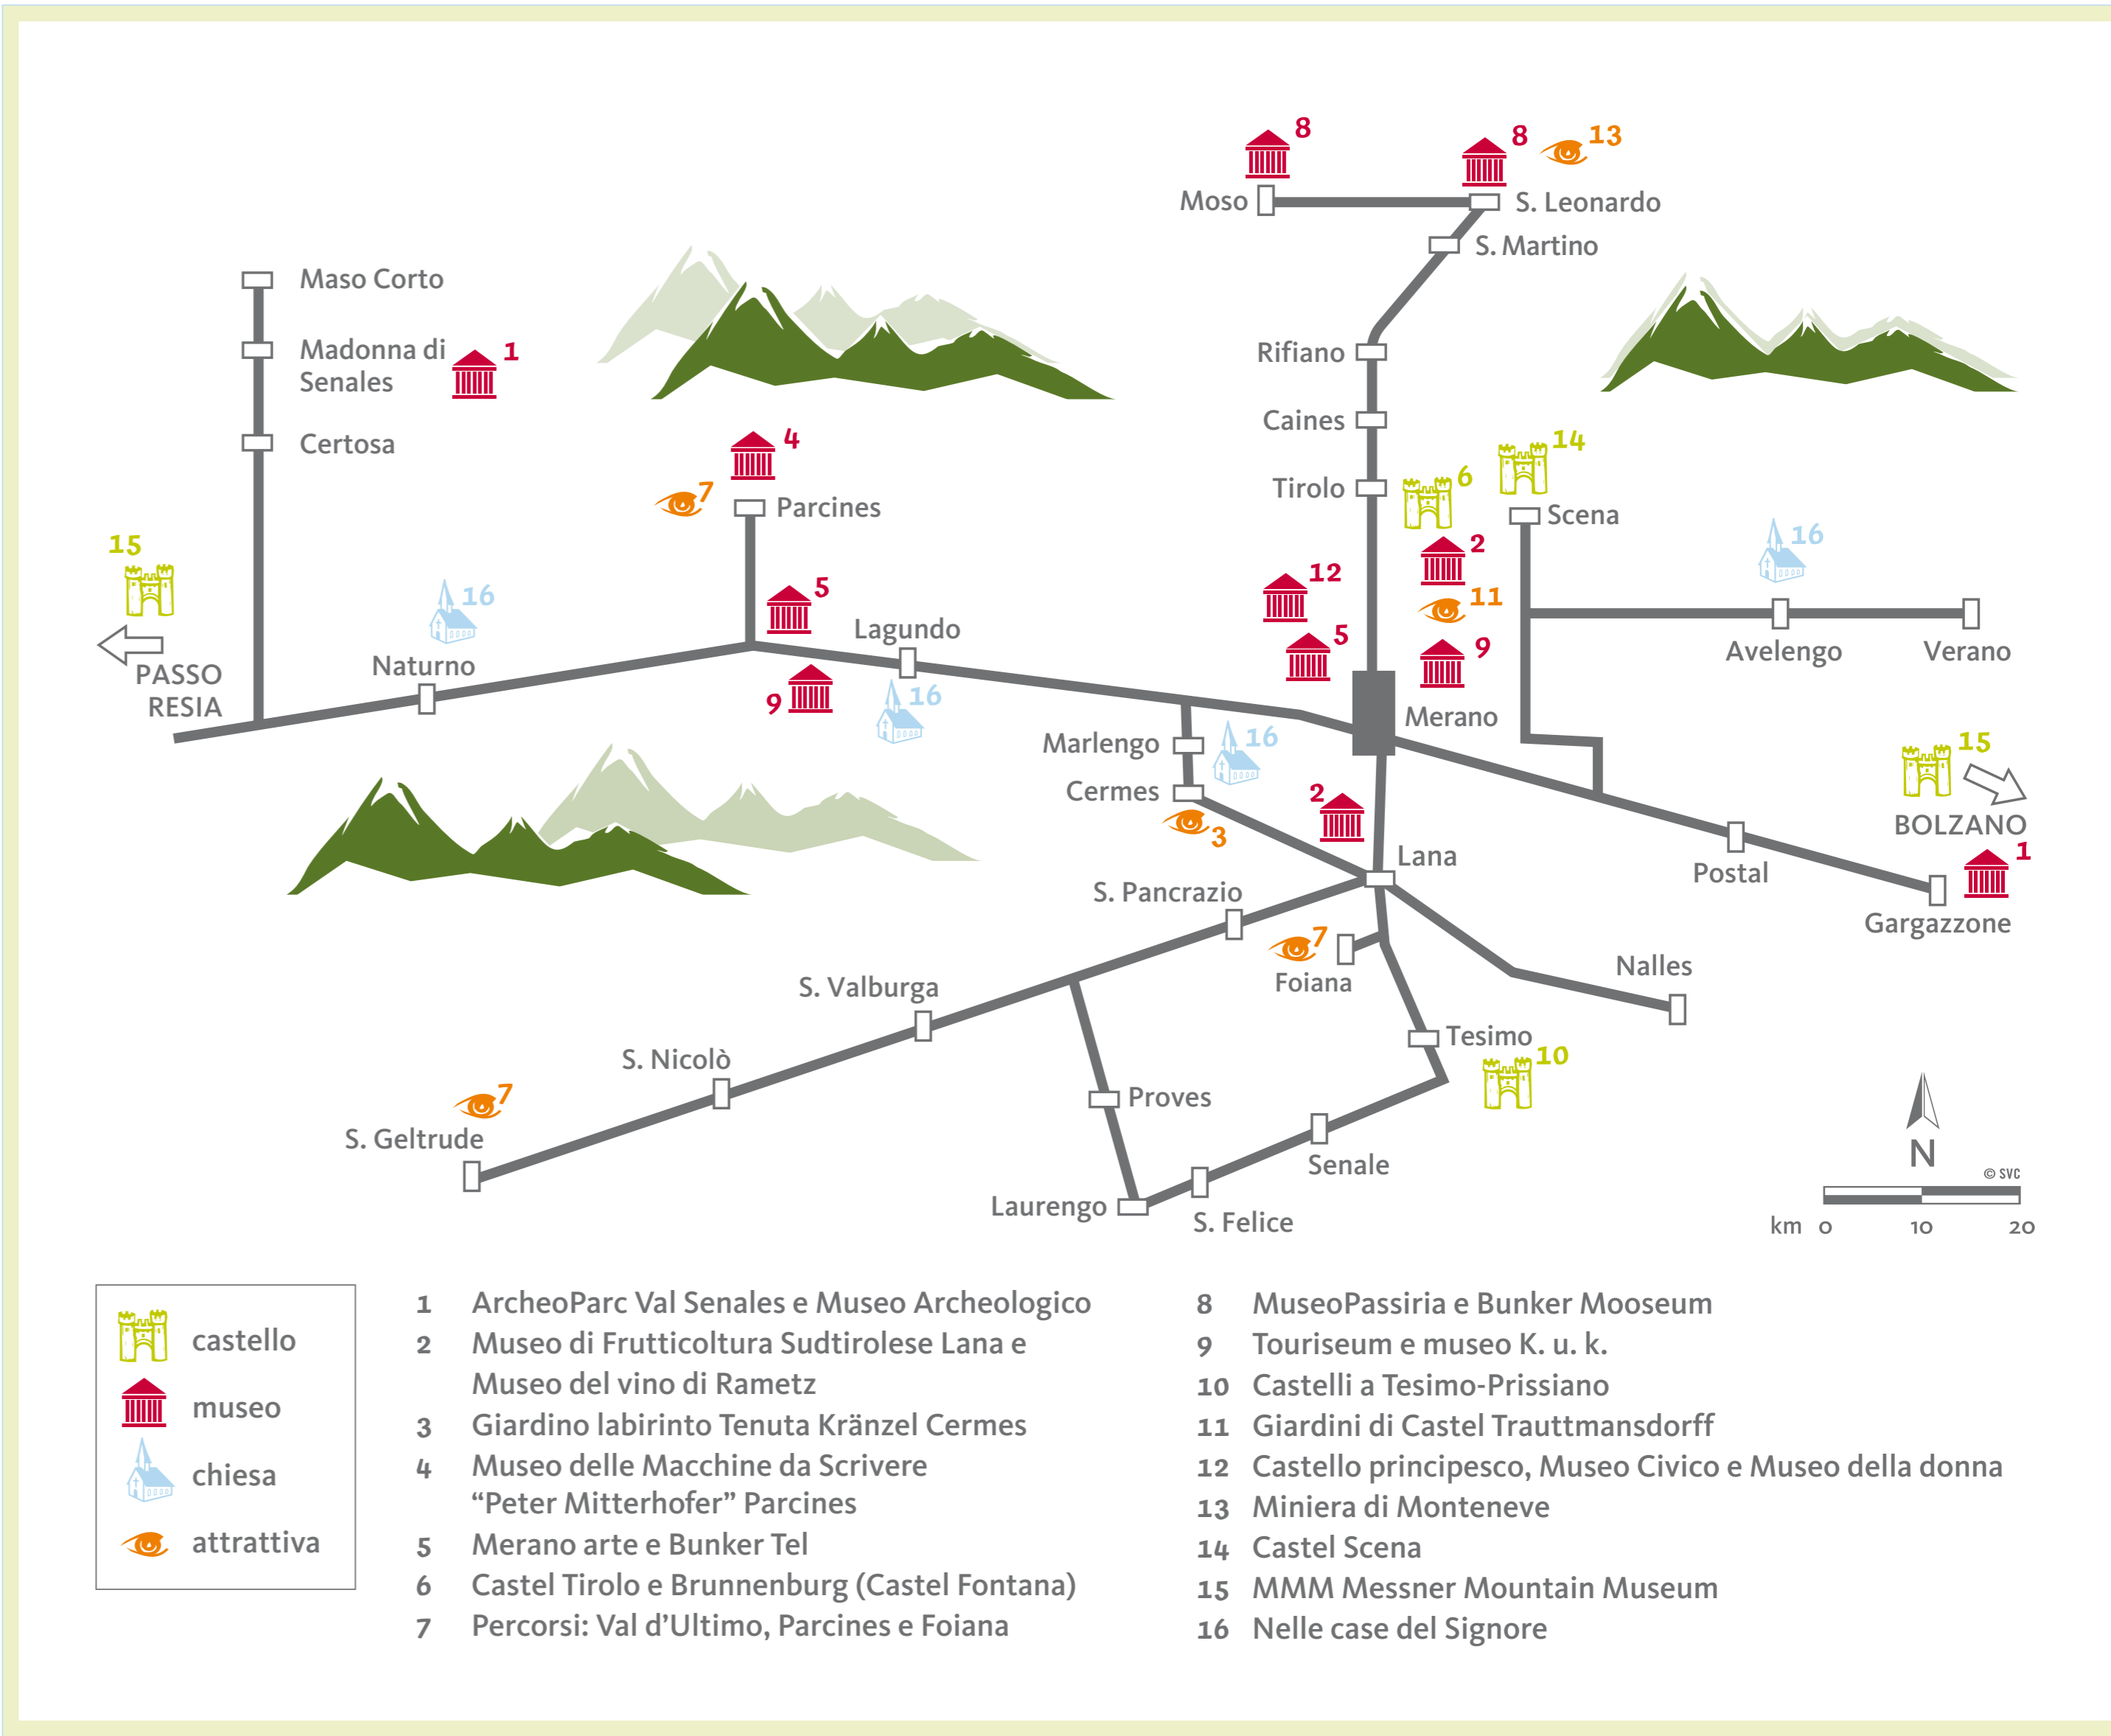 8
8
13
Moso
S. Leonardo
S. Martino
Maso Corto
Madonna di
Senales
1
Certosa
Rifiano
Caines
Tirolo
6
14
Scena
4
7
Parcines
15
PASSO
RESIA
16
Naturno
5
9
Lagundo
16
12
5
2
11
9
Merano
16
Avelengo
Verano
Marlengo
16
Cermes
3
2
Lana
15
BOLZANO
1
Postal
Gargazzone
S. Pancrazio
7
Foiana
Nalles
S. Valburga
S. Nicolò
7
S. Geltrude
Tesimo
10
Proves
Senale
Laurengo
S. Felice
N
© SVC
km 0 10 20
castello
museo
chiesa
attrattiva
1 ArcheoParc Val Senales e Museo Archeologico
2 Museo di Frutticoltura Sudtirolese Lana e
Museo del vino di Rametz
3 Giardino labirinto Tenuta Kränzel Cermes
4 Museo delle Macchine da Scrivere
“Peter Mitterhofer” Parcines
5 Merano arte e Bunker Tel
6 Castel Tirolo e Brunnenburg (Castel Fontana)
7 Percorsi: Val d’Ultimo, Parcines e Foiana
8 MuseoPassiria e Bunker Mooseum
9 Touriseum e museo K. u. k.
10 Castelli a Tesimo-Prissiano
11 Giardini di Castel Trauttmansdorff
12 Castello principesco, Museo Civico e Museo della donna
13 Miniera di Monteneve
14 Castel Scena
15 MMM Messner Mountain Museum
16 Nelle case del Signore